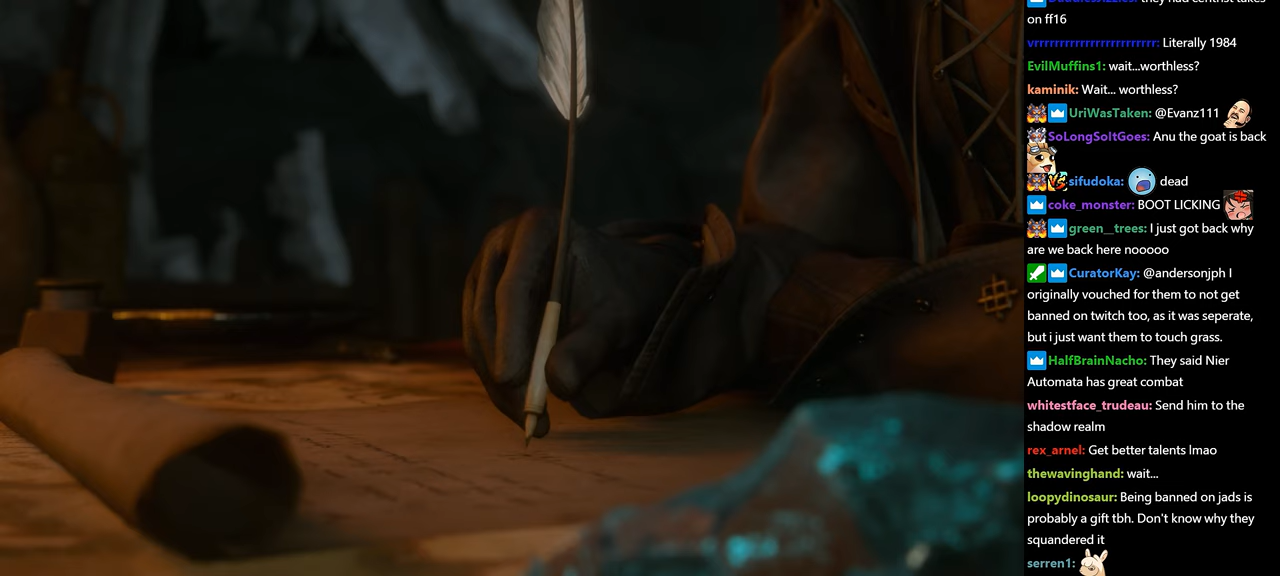 on ff16
vrrrrrrrrrrrrrrrrrrrrrrrr: Literally 1984
EvilMuffins1: wait...worthless?
kaminik: Wait... worthless?
UriWasTaken: @Evanz111
SoLongSoItGoes: Anu the goat is back
sifudoka: dead
coke_monster: BOOT LICKING
green__trees: I just got back why
are we back here nooooo
CuratorKay: @andersonjph I
originally vouched for them to not get
banned on twitch too, as it was seperate,
but i just want them to touch grass.
HalfBrainNacho: They said Nier
Automata has great combat
whitestface_trudeau: Send him to the
shadow realm
rex_arnel: Get better talents lmao
thewavinghand: wait...
loopydinosaur: Being banned on jads is
probably a gift tbh. Don't know why they
squandered it
serren1: